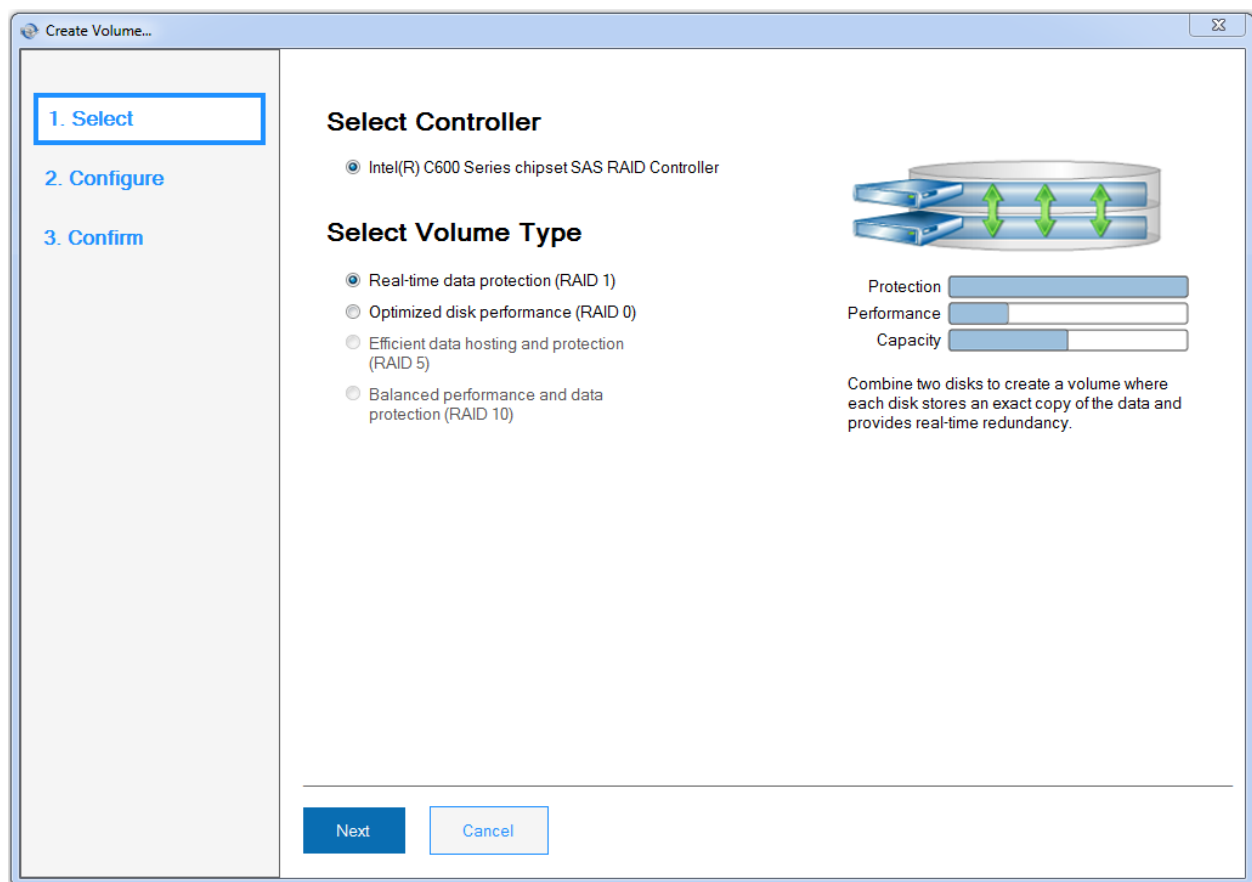 Create Volume...
1. Select
2. Configure
3. Confirm
Select Controller
Intel(R) C600 Series chipset SAS RAID Controller
Select Volume Type
Real-time data protection (RAID 1)
Optimized disk performance (RAID 0)
Efficient data hosting and protection
(RAID 5)
Balanced performance and data
protection (RAID 10)
Protection
Performance
Capacity
Combine two disks to create a volume where
each disk stores an exact copy of the data and
provides real-time redundancy.
Next
Cancel